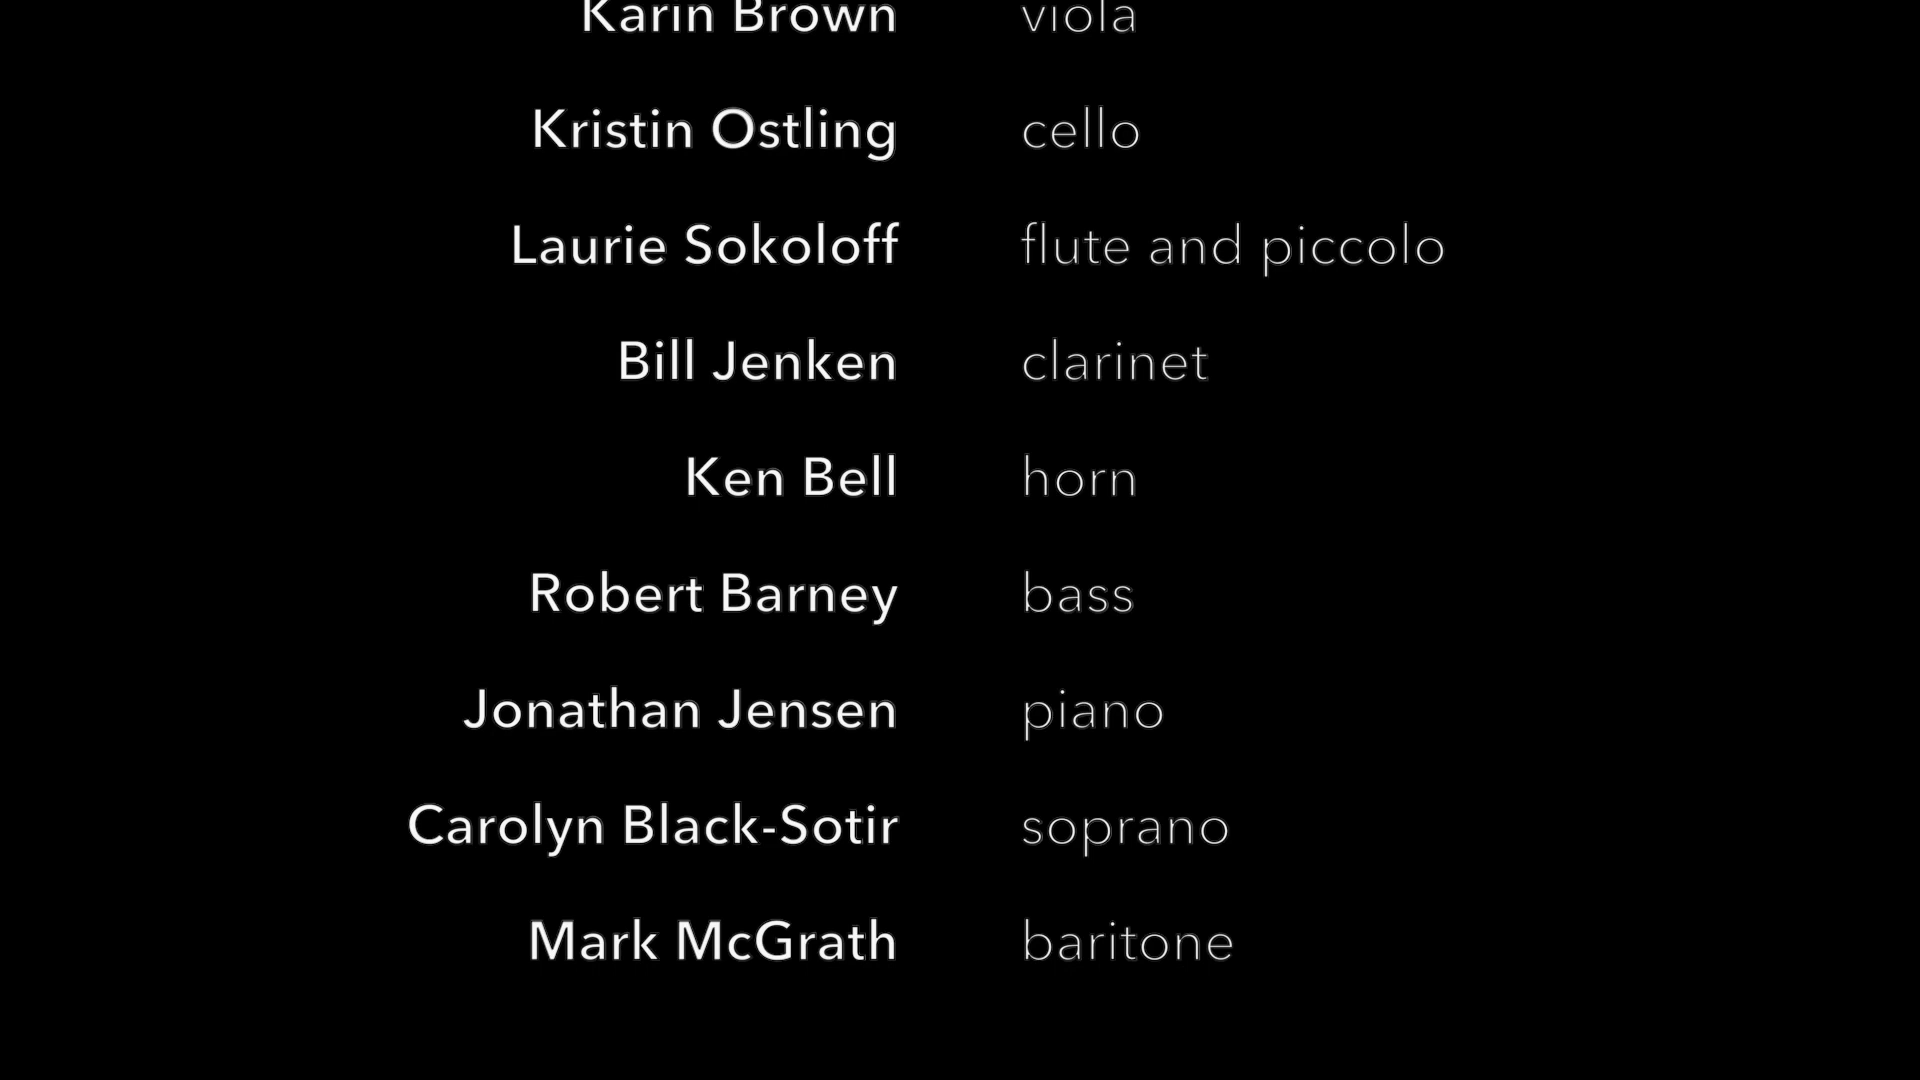 Karin Brown viola
Kristin Ostling cello
Laurie Sokoloff flute and piccolo
Bill Jenken clarinet
Ken Bell horn
Robert Barney bass
Jonathan Jensen piano
Carolyn Black-Sotir soprano
Mark McGrath baritone